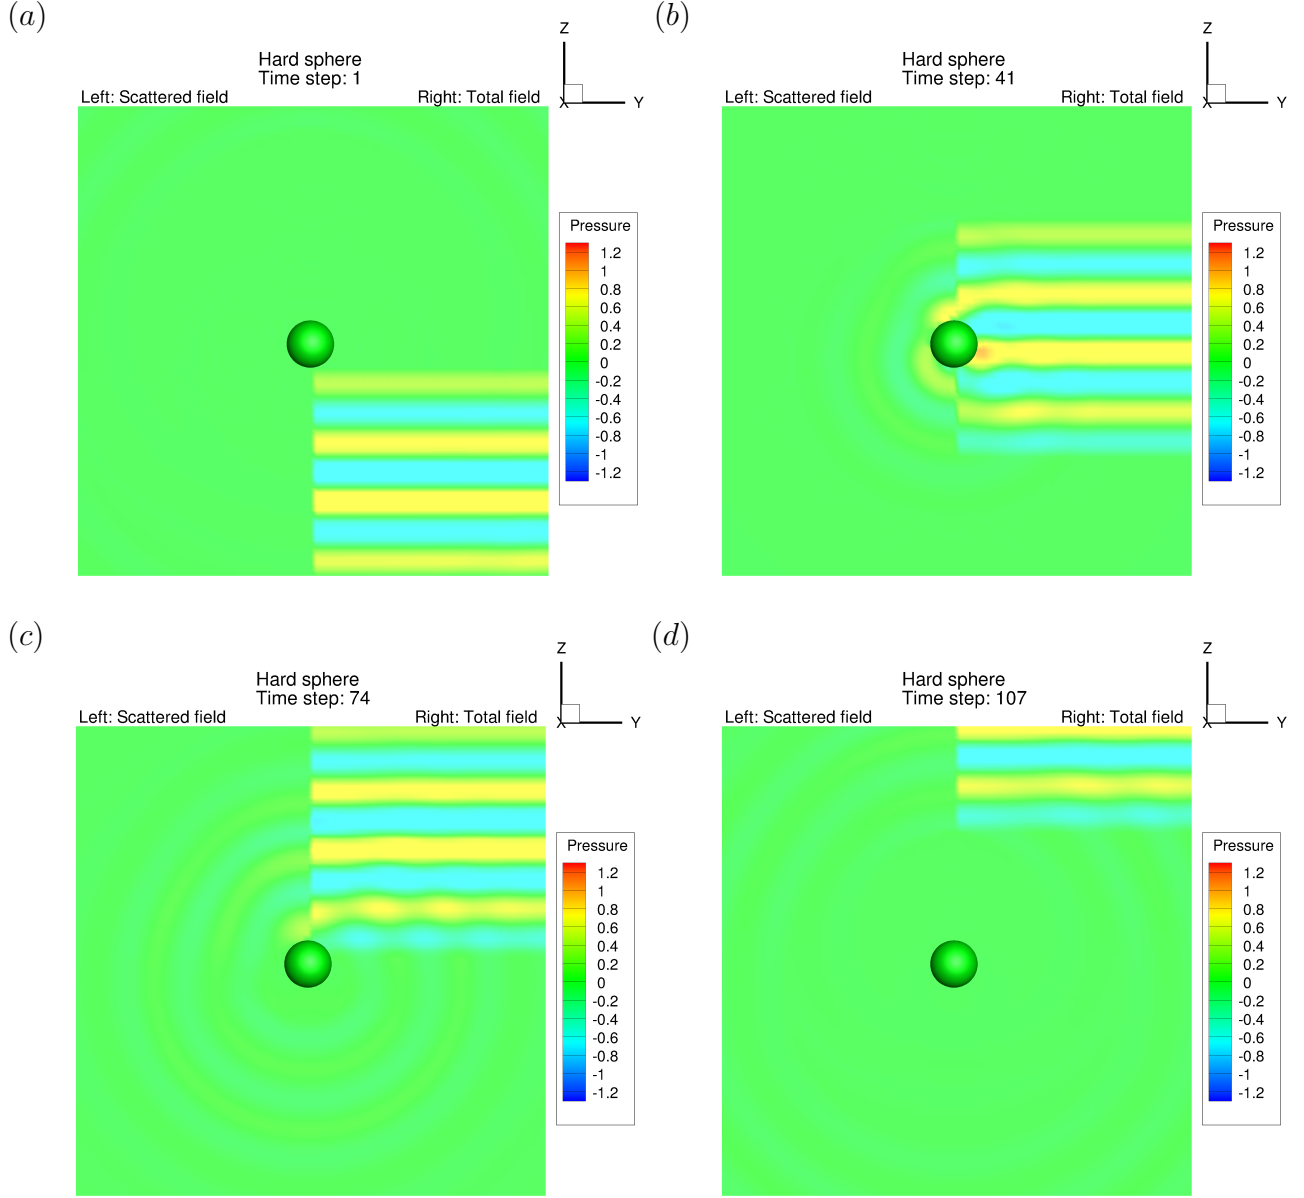 (a)
Z
Hard sphere
Time step: 1
Left: Scattered field Right: Total field
X Y
Pressure
1.2
1
0.8
0.6
0.4
0.2
0
-0.2
-0.4
-0.6
-0.8
-1
-1.2
(b)
Z
Hard sphere
Time step: 41
Left: Scattered field Right: Total field
X Y
Pressure
1.2
1
0.8
0.6
0.4
0.2
0
-0.2
-0.4
-0.6
-0.8
-1
-1.2
(c)
Z
Hard sphere
Time step: 74
Left: Scattered field Right: Total field
X Y
Pressure
1.2
1
0.8
0.6
0.4
0.2
0
-0.2
-0.4
-0.6
-0.8
-1
-1.2
(d)
Z
Hard sphere
Time step: 107
Left: Scattered field Right: Total field
X Y
Pressure
1.2
1
0.8
0.6
0.4
0.2
0
-0.2
-0.4
-0.6
-0.8
-1
-1.2